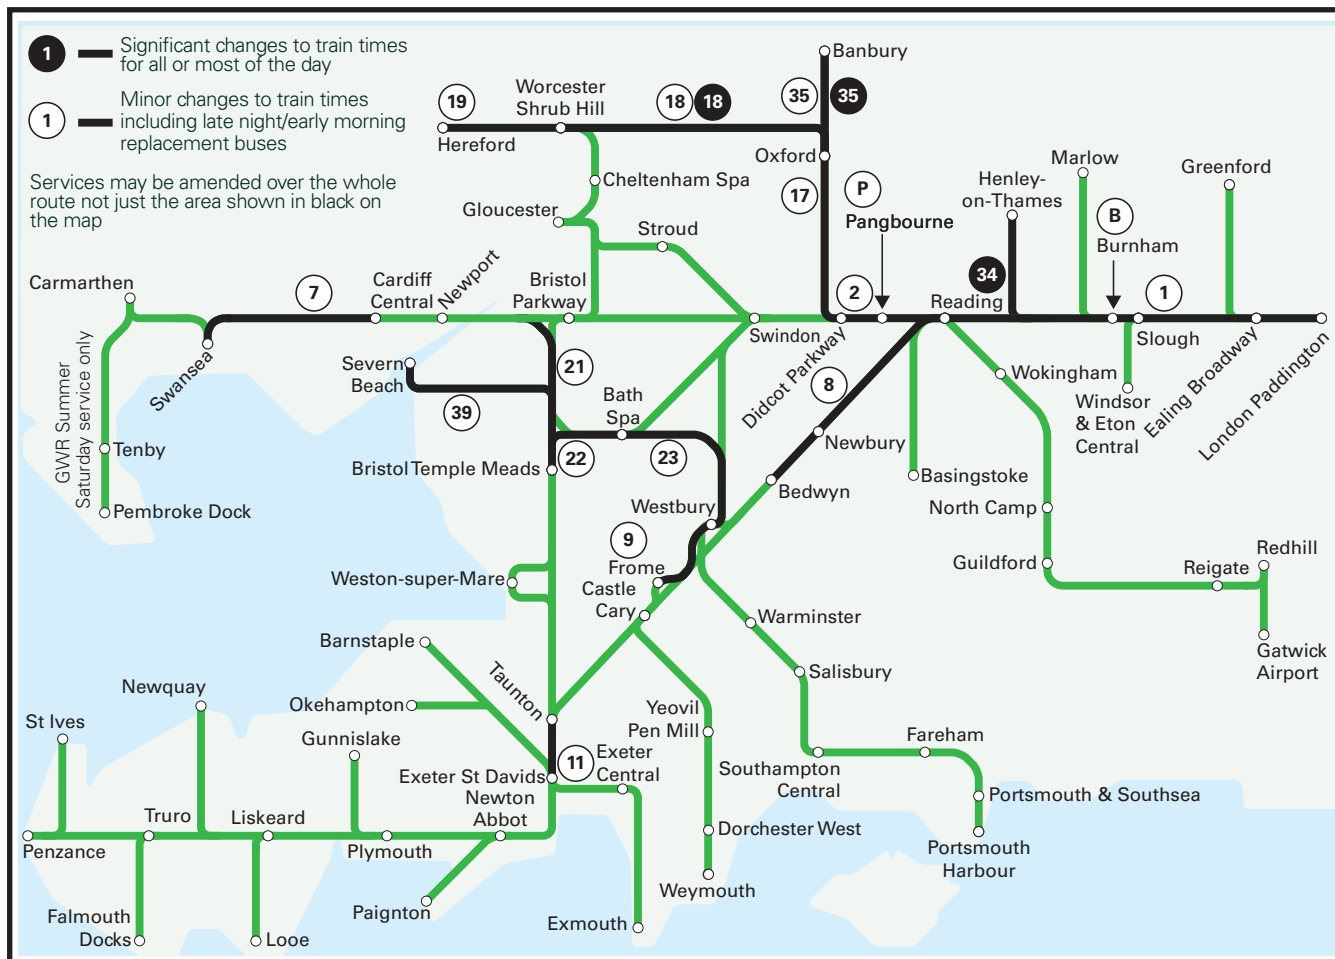 1
Significant changes to train times
for all or most of the day
1
Minor changes to train times
including late night/early morning
replacement buses
Services may be amended over the whole
route not just the area shown in black on
the map
Banbury
35
35
Worcester
Shrub Hill
19
18
18
Hereford
Oxford
17
Cheltenham Spa
Gloucester
Stroud
P
Pangbourne
Henley-
on-Thames
Marlow
Greenford
B
Burnham
34
Carmarthen
7
Cardiff
Central
Newport
Bristol
Parkway
2
Reading
1
Swindon
Didcot Parkway
Slough
Ealing Broadway
London Paddington
Swansea
GWR Summer
Saturday service only
Severn
Beach
21
39
Bath
Spa
8
Wokingham
Windsor
& Eton
Central
Newbury
Tenby
Bristol Temple Meads
22
23
Bedwyn
Basingstoke
Pembroke Dock
Westbury
North Camp
9
Frome
Castle
Cary
Guildford
Reigate
Redhill
Weston-super-Mare
Warminster
Gatwick
Airport
Barnstaple
Salisbury
Taunton
Newquay
Okehampton
Yeovil
Pen Mill
St Ives
Gunnislake
Fareham
11
Exeter
Central
Exeter St Davids
Southampton
Central
Newton
Abbot
Portsmouth & Southsea
Truro
Liskeard
Dorchester West
Penzance
Plymouth
Portsmouth
Harbour
Weymouth
Paignton
Exmouth
Falmouth
Docks
Looe